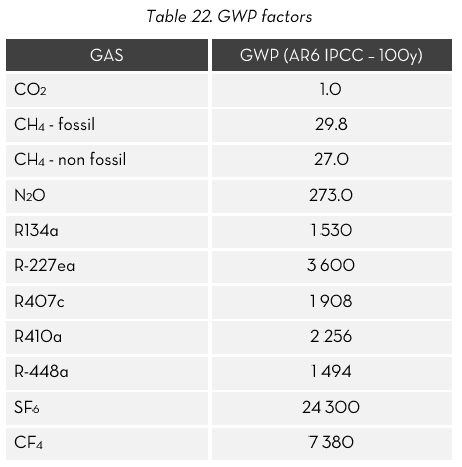 Table 22. GWP factors
GAS GWP (AR6 IPCC – 100y)
CO2 1.0
CH4 - fossil 29.8
CH4 - non fossil 27.0
N2O 273.0
R134a 1 530
R-227ea 3 600
R407c 1 908
R410a 2 256
R-448a 1 494
SF6 24 300
CF4 7 380